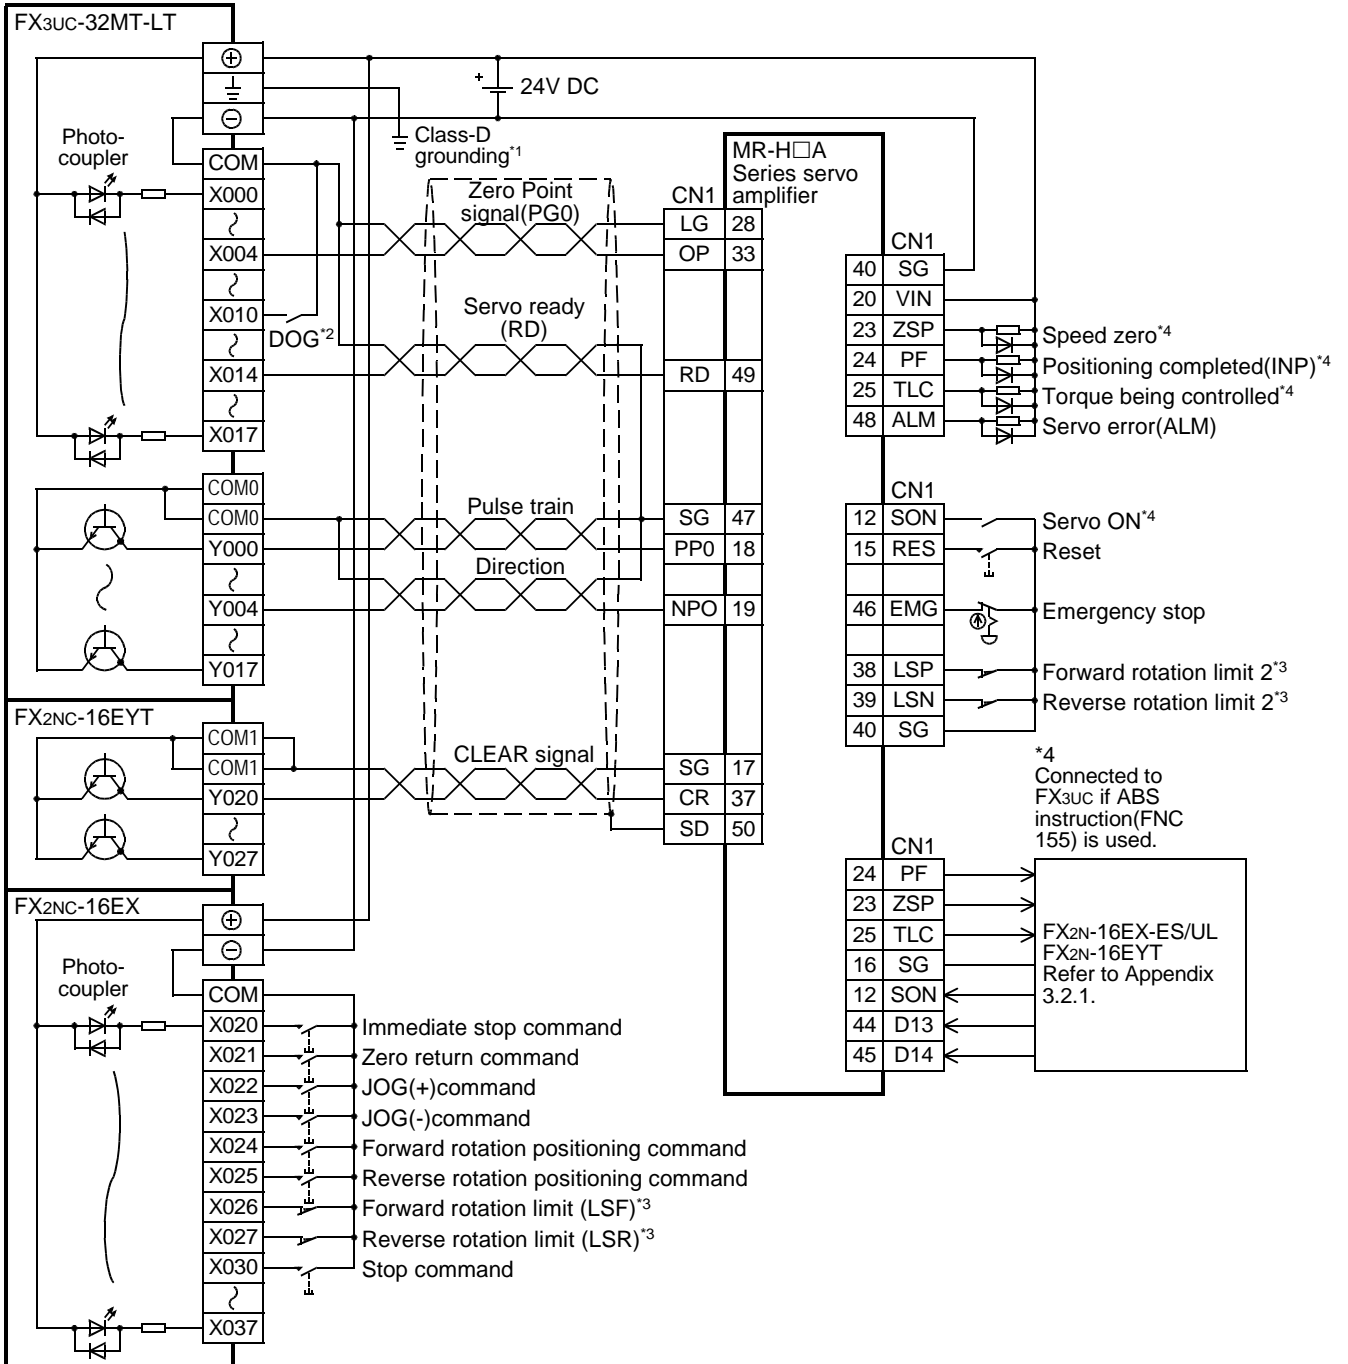 FX3UC-32MT-LT
24V DC
Class-D
grounding*1
Photo-
coupler
COM
X000
X004
X010
DOG*2
X014
X017
COM0
COM0
Y000
Y004
Y017
FX2NC-16EYT
COM1
COM1
Y020
Y027
FX2NC-16EX
Photo-
coupler
COM
X020 Immediate stop command
X021 Zero return command
X022 JOG(+)command
X023 JOG(-)command
X024 Forward rotation positioning command
X025 Reverse rotation positioning command
X026 Forward rotation limit (LSF)*3
X027 Reverse rotation limit (LSR)*3
X030 Stop command
X037
Zero Point
signal(PG0)
Servo ready
(RD)
Pulse train
Direction
CLEAR signal
MR-H□A
Series servo
amplifier
CN1
LG 28
OP 33
RD 49
SG 47
PP0 18
NPO 19
SG 17
CR 37
SD 50
CN1
40 SG
20 VIN
23 ZSP Speed zero*4
24 PF Positioning completed(INP)*4
25 TLC Torque being controlled*4
48 ALM Servo error(ALM)
CN1
12 SON Servo ON*4
15 RES Reset
46 EMG Emergency stop
38 LSP Forward rotation limit 2*3
39 LSN Reverse rotation limit 2*3
40 SG
*4
Connected to
FX3UC if ABS
instruction(FNC
155) is used.
CN1
24 PF
23 ZSP
25 TLC
16 SG
12 SON
44 D13
45 D14
FX2N-16EX-ES/UL
FX2N-16EYT
Refer to Appendix
3.2.1.